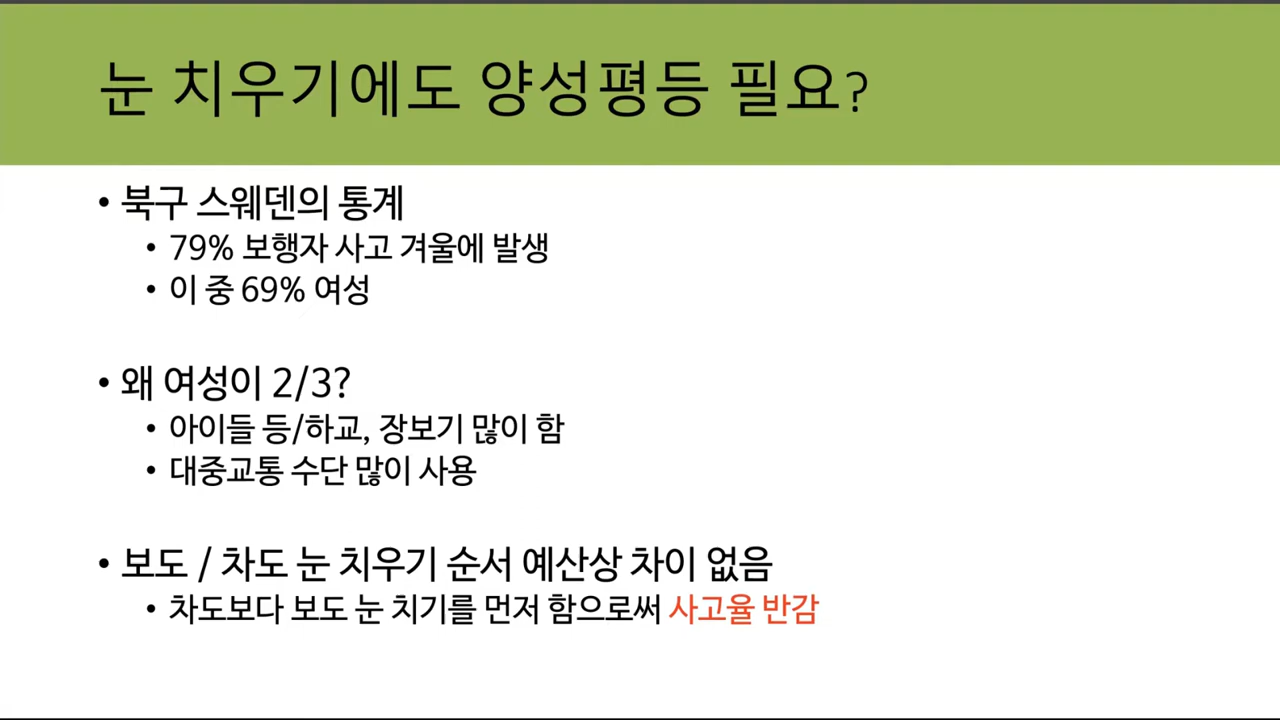 눈 치우기에도 양성평등 필요?
• 북구 스웨덴의 통계
• 79% 보행자 사고 겨울에 발생
• 이 중 69% 여성
• 왜 여성이 2/3?
• 아이들 등/하교, 장보기 많이 함
• 대중교통 수단 많이 사용
• 보도 / 차도 눈 치우기 순서 예산상 차이 없음
• 차도보다 보도 눈 치기를 먼저 함으로써 사고율 반감